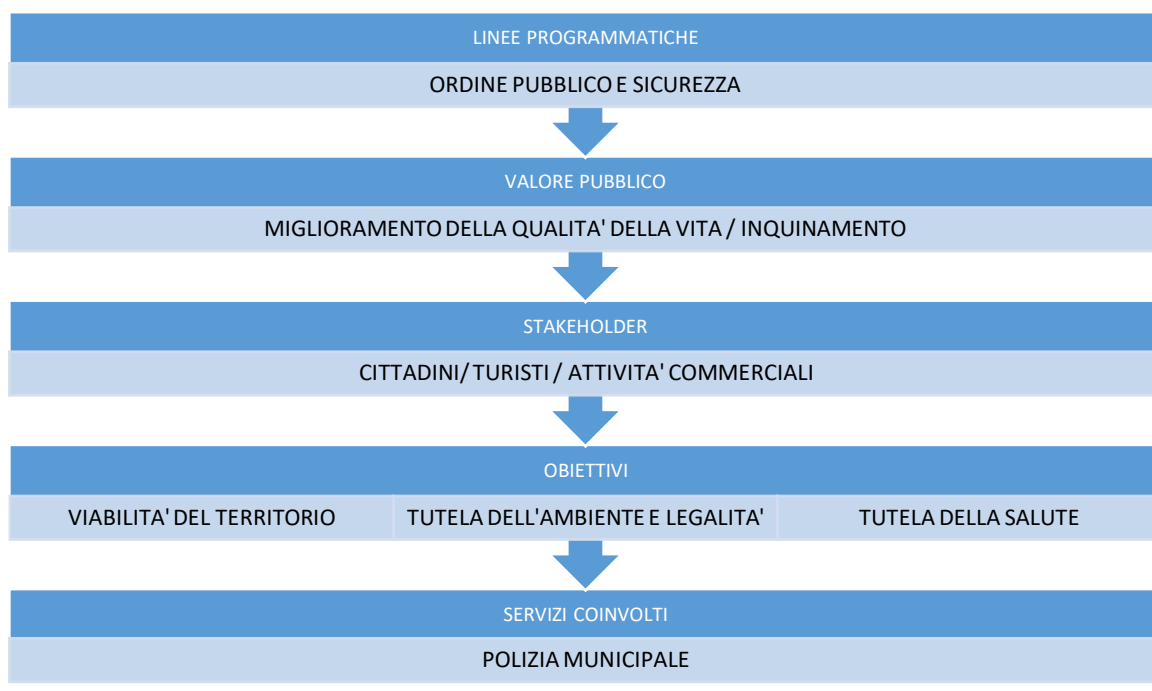 LINEE PROGRAMMATICHE
ORDINE PUBBLICO E SICUREZZA
VALORE PUBBLICO
MIGLIORAMENTO DELLA QUALITA' DELLA VITA / INQUINAMENTO
STAKEHOLDER
CITTADINI/ TURISTI / ATTIVITA' COMMERCIALI
OBIETTIVI
VIABILITA' DEL TERRITORIO
TUTELA DELL'AMBIENTE E LEGALITA'
TUTELA DELLA SALUTE
SERVIZI COINVOLTI
POLIZIA MUNICIPALE